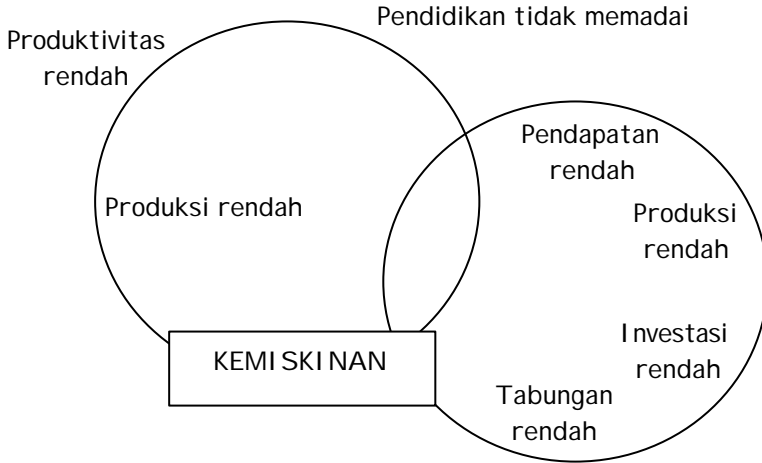 Pendidikan tidak memadai
Produktivitas
rendah
Pendapatan
rendah
Produksi rendah
Produksi
rendah
Investasi
rendah
KEMISKINAN
Tabungan
rendah